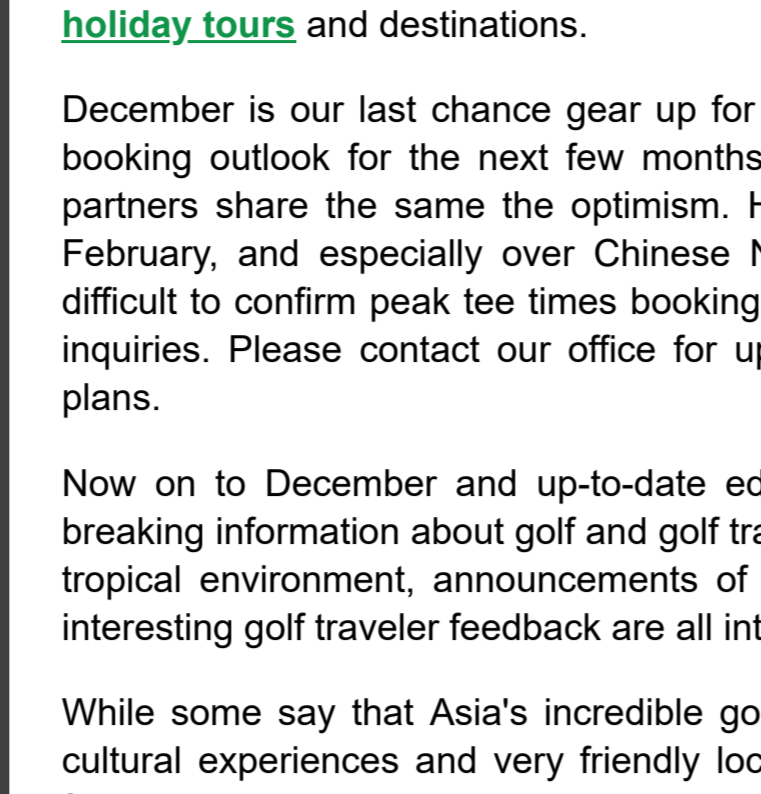 holiday tours and destinations.
December is our last chance gear up for
booking outlook for the next few months
partners share the same the optimism.
February, and especially over Chinese
difficult to confirm peak tee times booking
inquiries. Please contact our office for
plans.
Now on to December and up-to-date
breaking information about golf and golf
tropical environment, announcements of
interesting golf traveler feedback are all
While some say that Asia's incredible
cultural experiences and very friendly